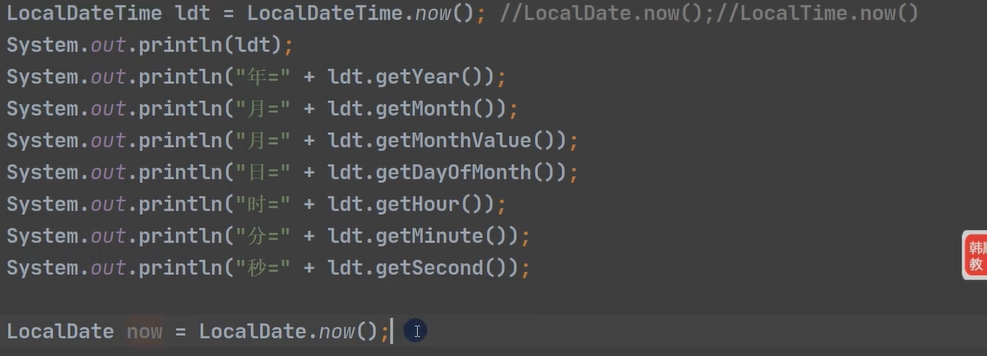 LocalDateTime ldt = LocalDateTime.now(); //LocalDate.now();//LocalTime.now()
System.out.println(ldt);
System.out.println("年=" + ldt.getYear());
System.out.println("月=" + ldt.getMonth());
System.out.println("月=" + ldt.getMonthValue());
System.out.println("日=" + ldt.getDayOfMonth());
System.out.println("时=" + ldt.getHour());
System.out.println("分=" + ldt.getMinute());
System.out.println("秒=" + ldt.getSecond());
LocalDate now = LocalDate.now();
韩
教